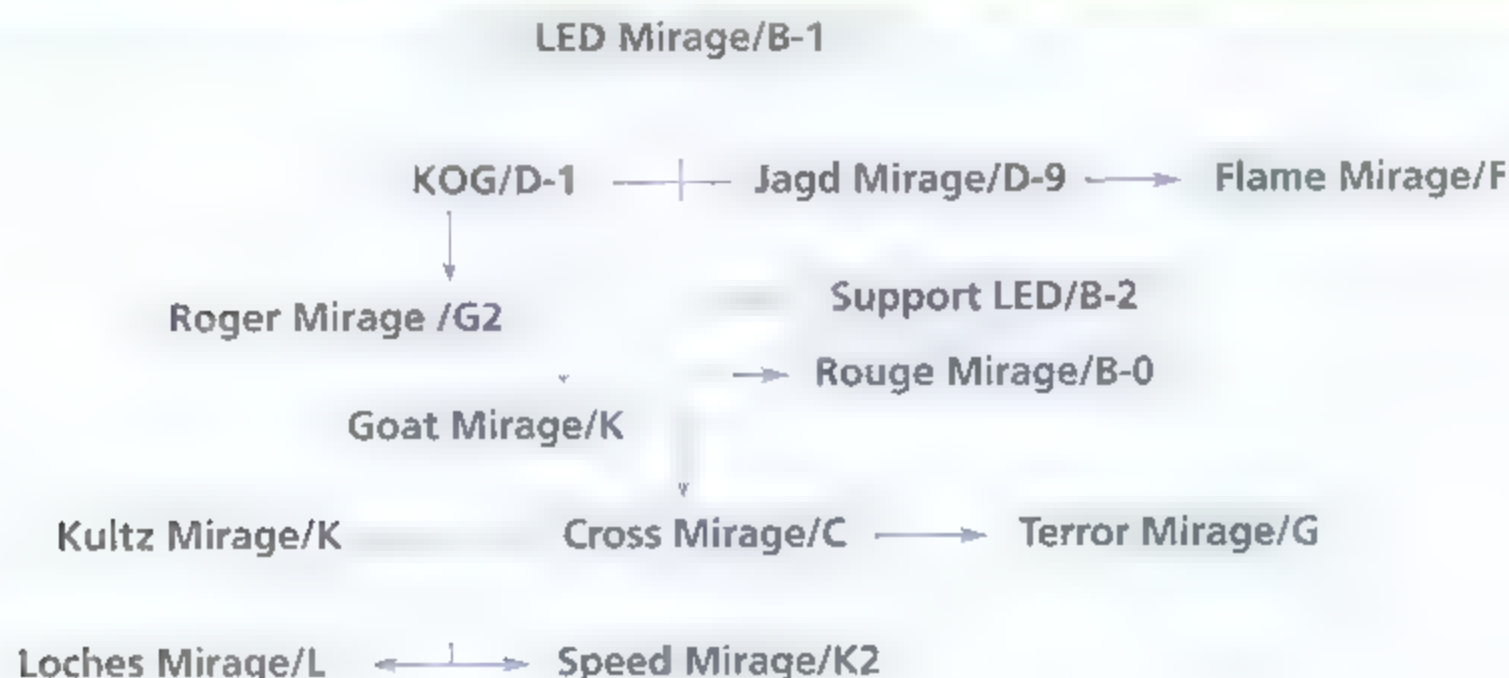 LED Mirage/B-1
KOG/D-1 Jagd Mirage/D-9 Flame Mirage/F
Support LED/B-2
Roger Mirage /G2
Rouge Mirage/B-0
Goat Mirage/K
Kultz Mirage/K Cross Mirage/C Terror Mirage/G
Loches Mirage/L Speed Mirage/K2